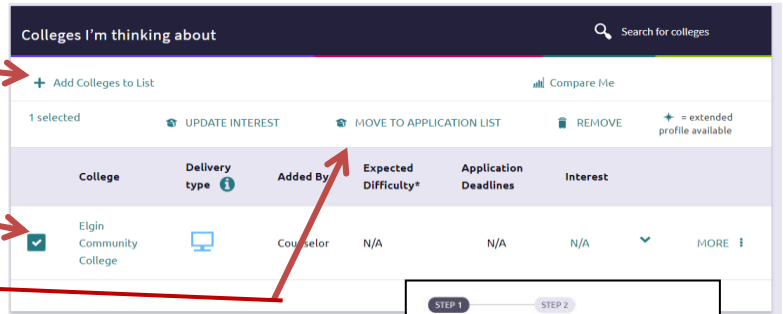 Colleges I'm thinking about
Search for colleges
+ Add Colleges to List
Compare Me
1 selected
UPDATE INTEREST
MOVE TO APPLICATION LIST
REMOVE
= extended
profile available
College
Delivery
type
Added By
Expected
Difficulty*
Application
Deadlines
Interest
Elgin
Community
College
Counselor
N/A
N/A
N/A
MORE
STEP 1
STEP 2